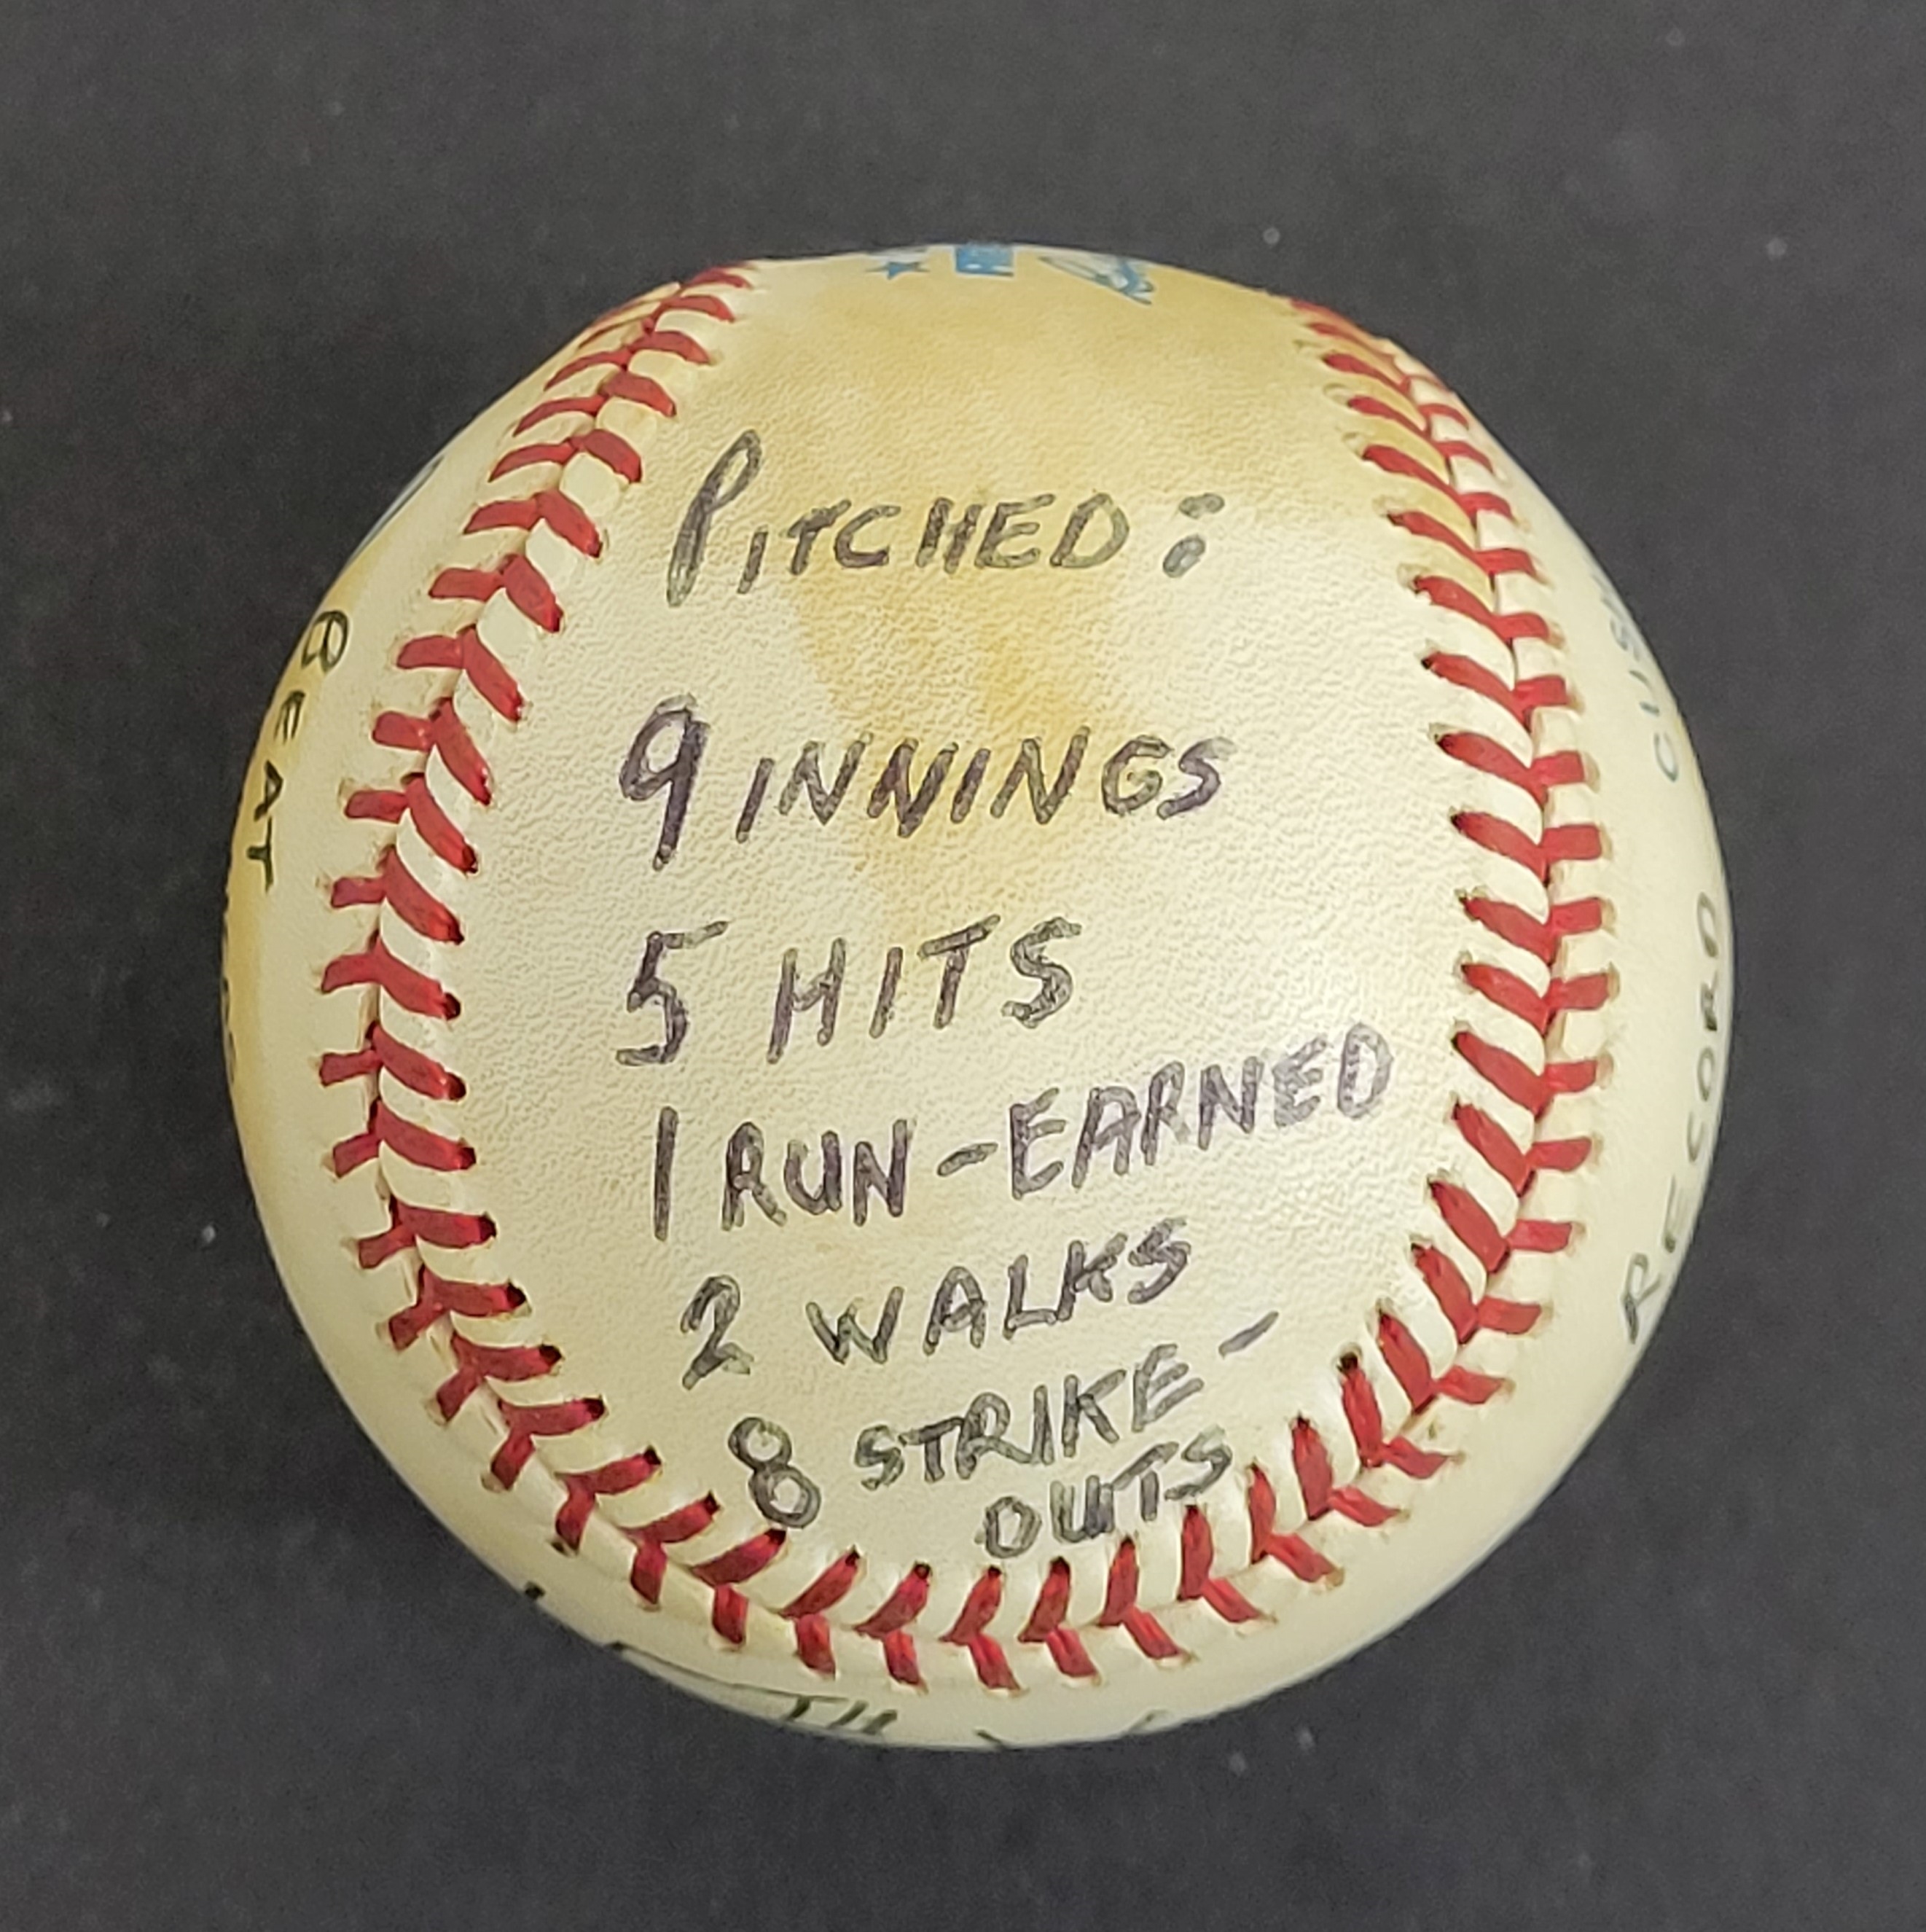 PITCHED:
9 INNINGS
5 HITS
1 RUN-EARNED
2 WALKS
8 STRIKE-
OUTS
BEAT
RECORD